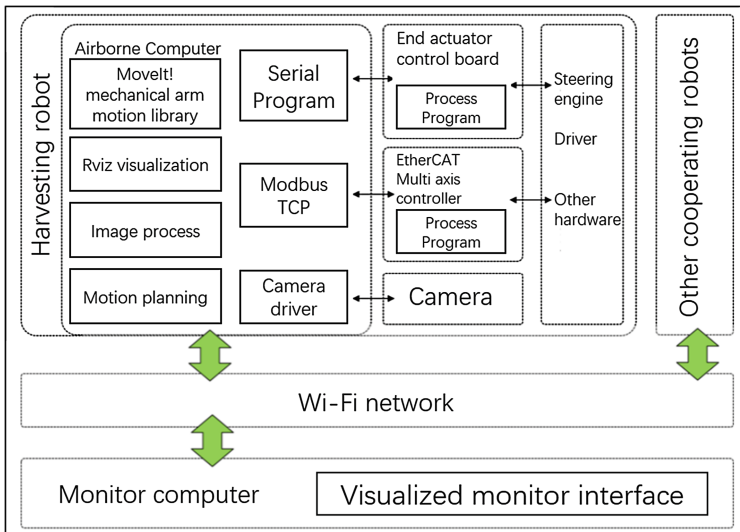 Harvesting robot
Airborne Computer
MoveIt!
mechanical arm
motion library
Rviz visualization
Image process
Motion planning
Serial
Program
Modbus
TCP
Camera
driver
End actuator
control board
Process
Program
EtherCAT
Multi axis
controller
Process
Program
Camera
Steering
engine
Driver
Other
hardware
Other cooperating robots
Wi-Fi network
Monitor computer
Visualized monitor interface